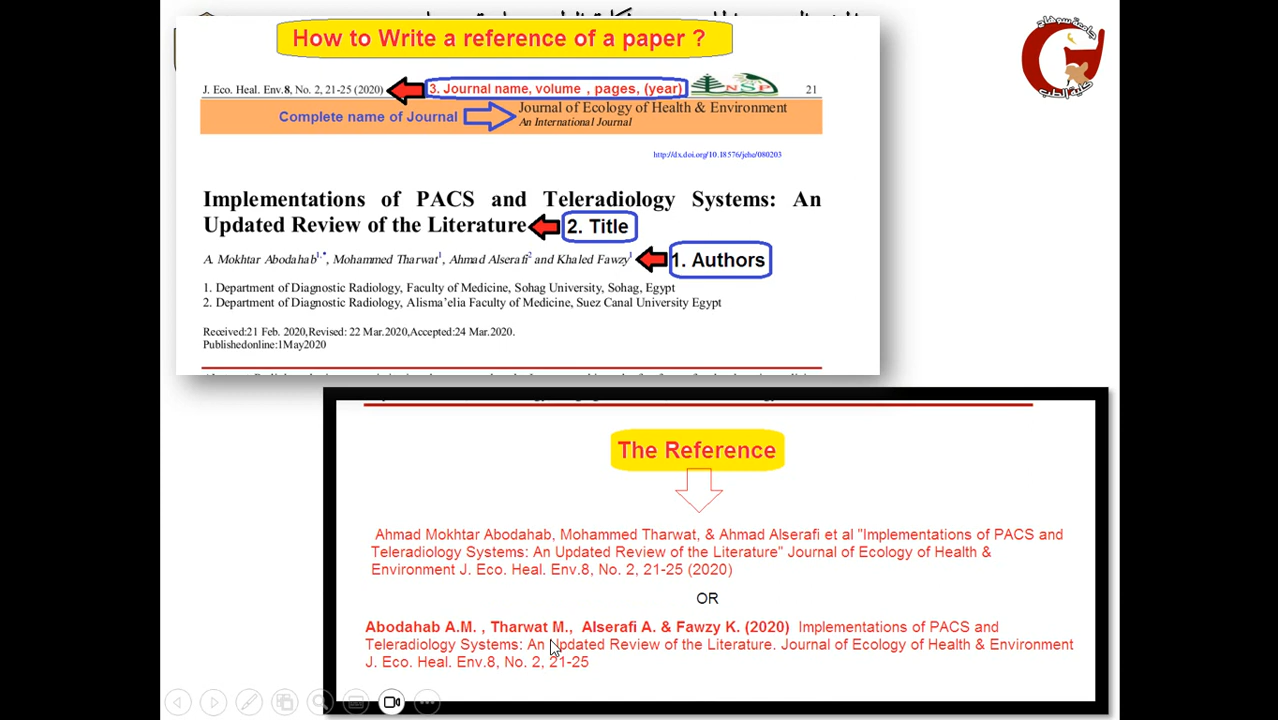 How to Write a reference of a paper ?
J. Eco. Heal. Env.8, No. 2, 21-25 (2020)
3. Journal name, volume , pages, (year)
NSP
21
Complete name of Journal
Journal of Ecology of Health & Environment
An International Journal
http://dx.doi.org/10.18576/jehe/080203
Implementations of PACS and Teleradiology Systems: An
Updated Review of the Literature
2. Title
A. Mokhtar Abodahab1,*, Mohammed Tharwat1, Ahmad Alserafi2 and Khaled Fawzy1
1. Authors
1. Department of Diagnostic Radiology, Faculty of Medicine, Sohag University, Sohag, Egypt
2. Department of Diagnostic Radiology, Alisma’elia Faculty of Medicine, Suez Canal University Egypt
Received:21 Feb. 2020,Revised: 22 Mar.2020,Accepted:24 Mar.2020.
Publishedonline:1May2020
جامعة سوهاج
كلية الطب
The Reference
Ahmad Mokhtar Abodahab, Mohammed Tharwat, & Ahmad Alserafi et al "Implementations of PACS and
Teleradiology Systems: An Updated Review of the Literature" Journal of Ecology of Health &
Environment J. Eco. Heal. Env.8, No. 2, 21-25 (2020)
OR
Abodahab A.M. , Tharwat M., Alserafi A. & Fawzy K. (2020) Implementations of PACS and
Teleradiology Systems: An Updated Review of the Literature. Journal of Ecology of Health & Environment
J. Eco. Heal. Env.8, No. 2, 21-25